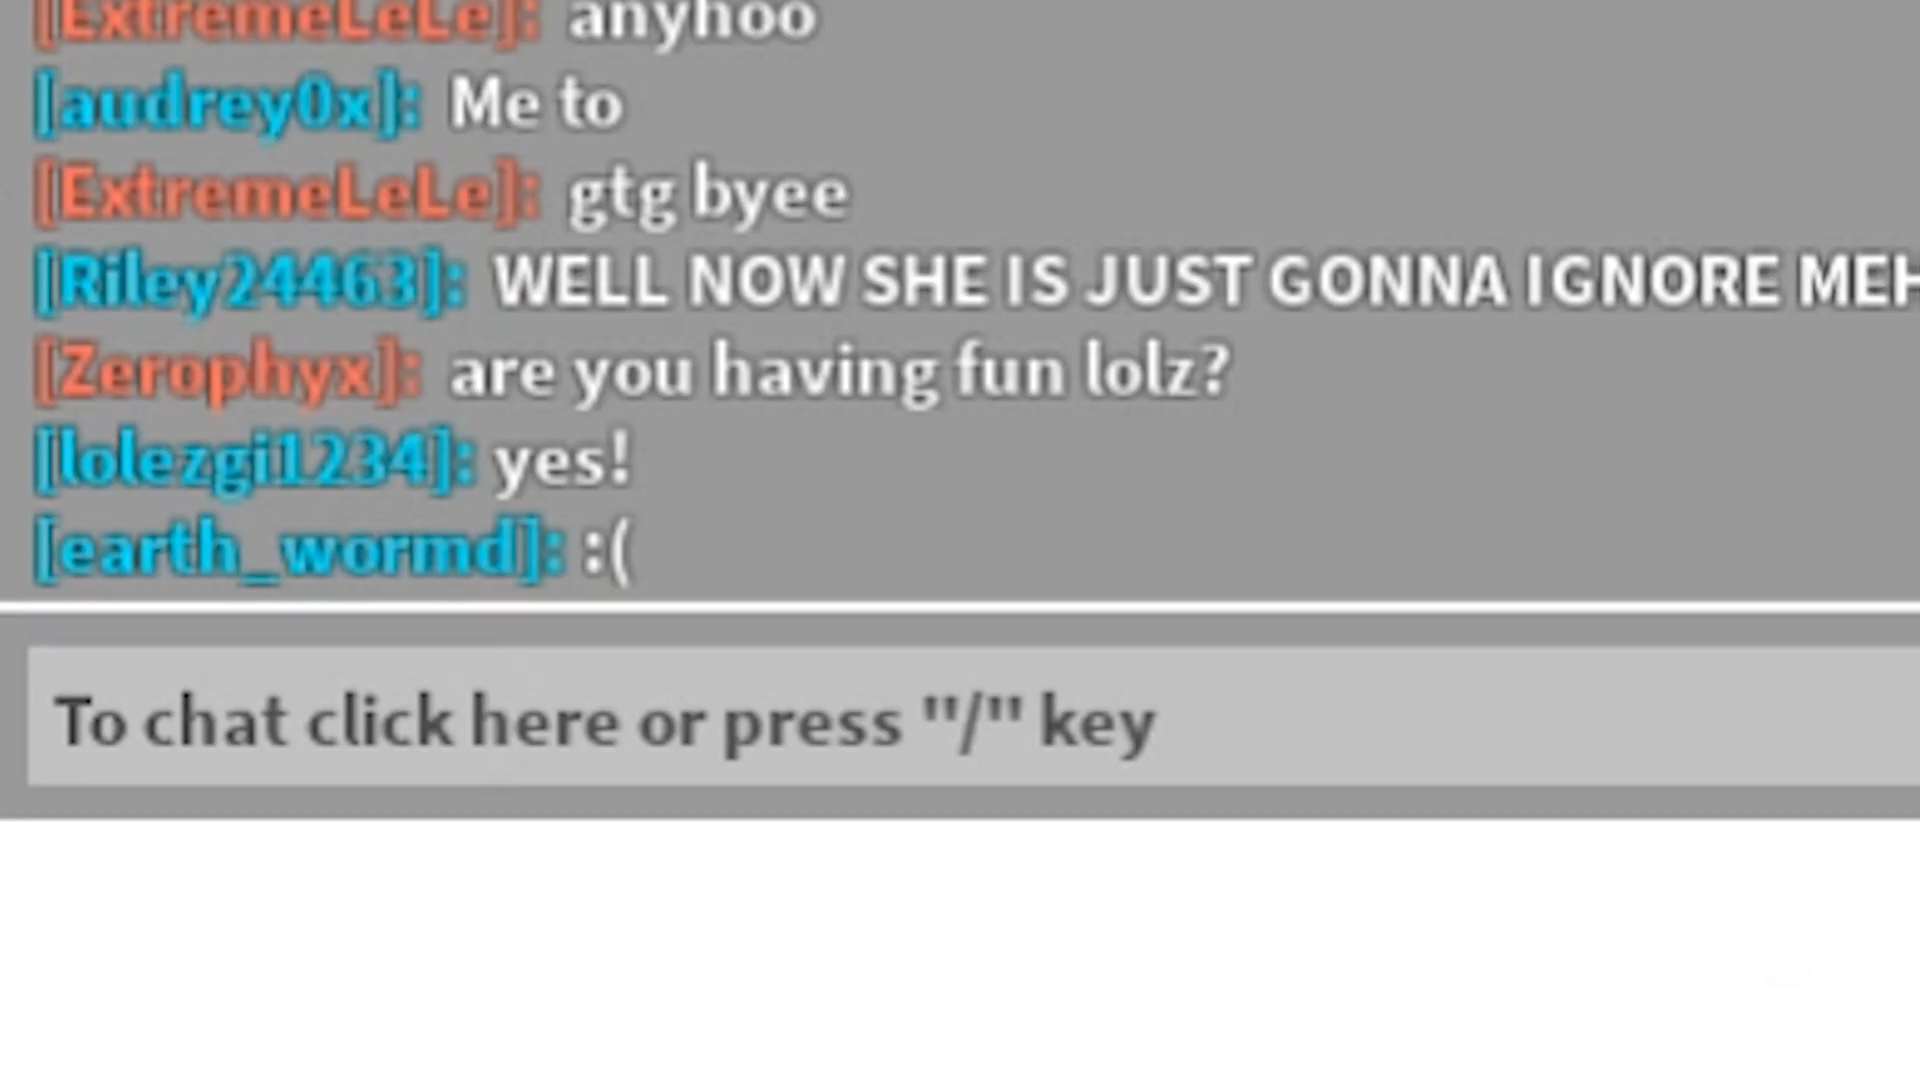 [ExtremeLeLe]: anyhoo
[audrey0x]: Me to
[ExtremeLeLe]: gtg byee
[Riley24463]: WELL NOW SHE IS JUST GONNA IGNORE MEH
[Zerophyx]: are you having fun lolz?
[lolezgi1234]: yes!
[earth_wormd]: :(
To chat click here or press "/" key